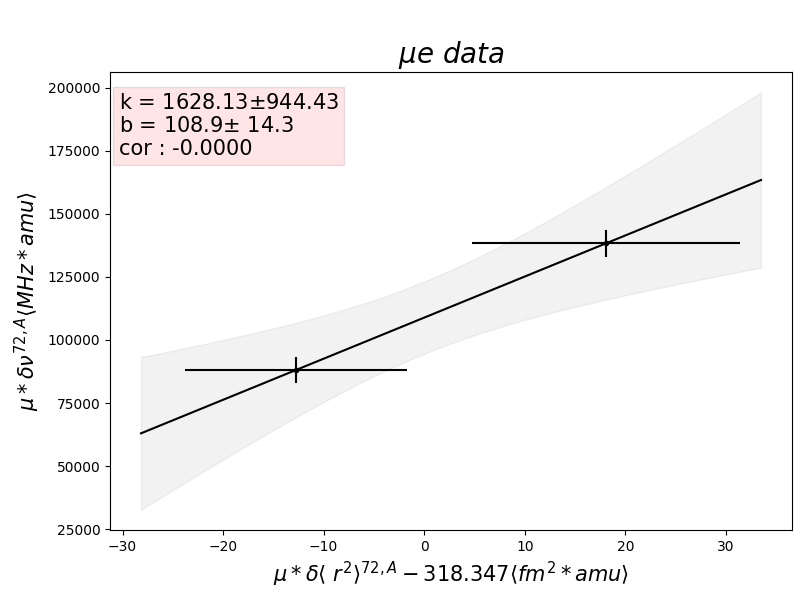 μe data
k = 1628.13±944.43
b = 108.9± 14.3
cor : -0.0000
200000
175000
150000
125000
100000
75000
50000
25000
μ * δν^{72, A}⟨MHz * amu⟩
−30
−20
−10
0
10
20
30
μ * δ⟨ r²⟩^{72, A} − 318.347⟨fm² * amu⟩